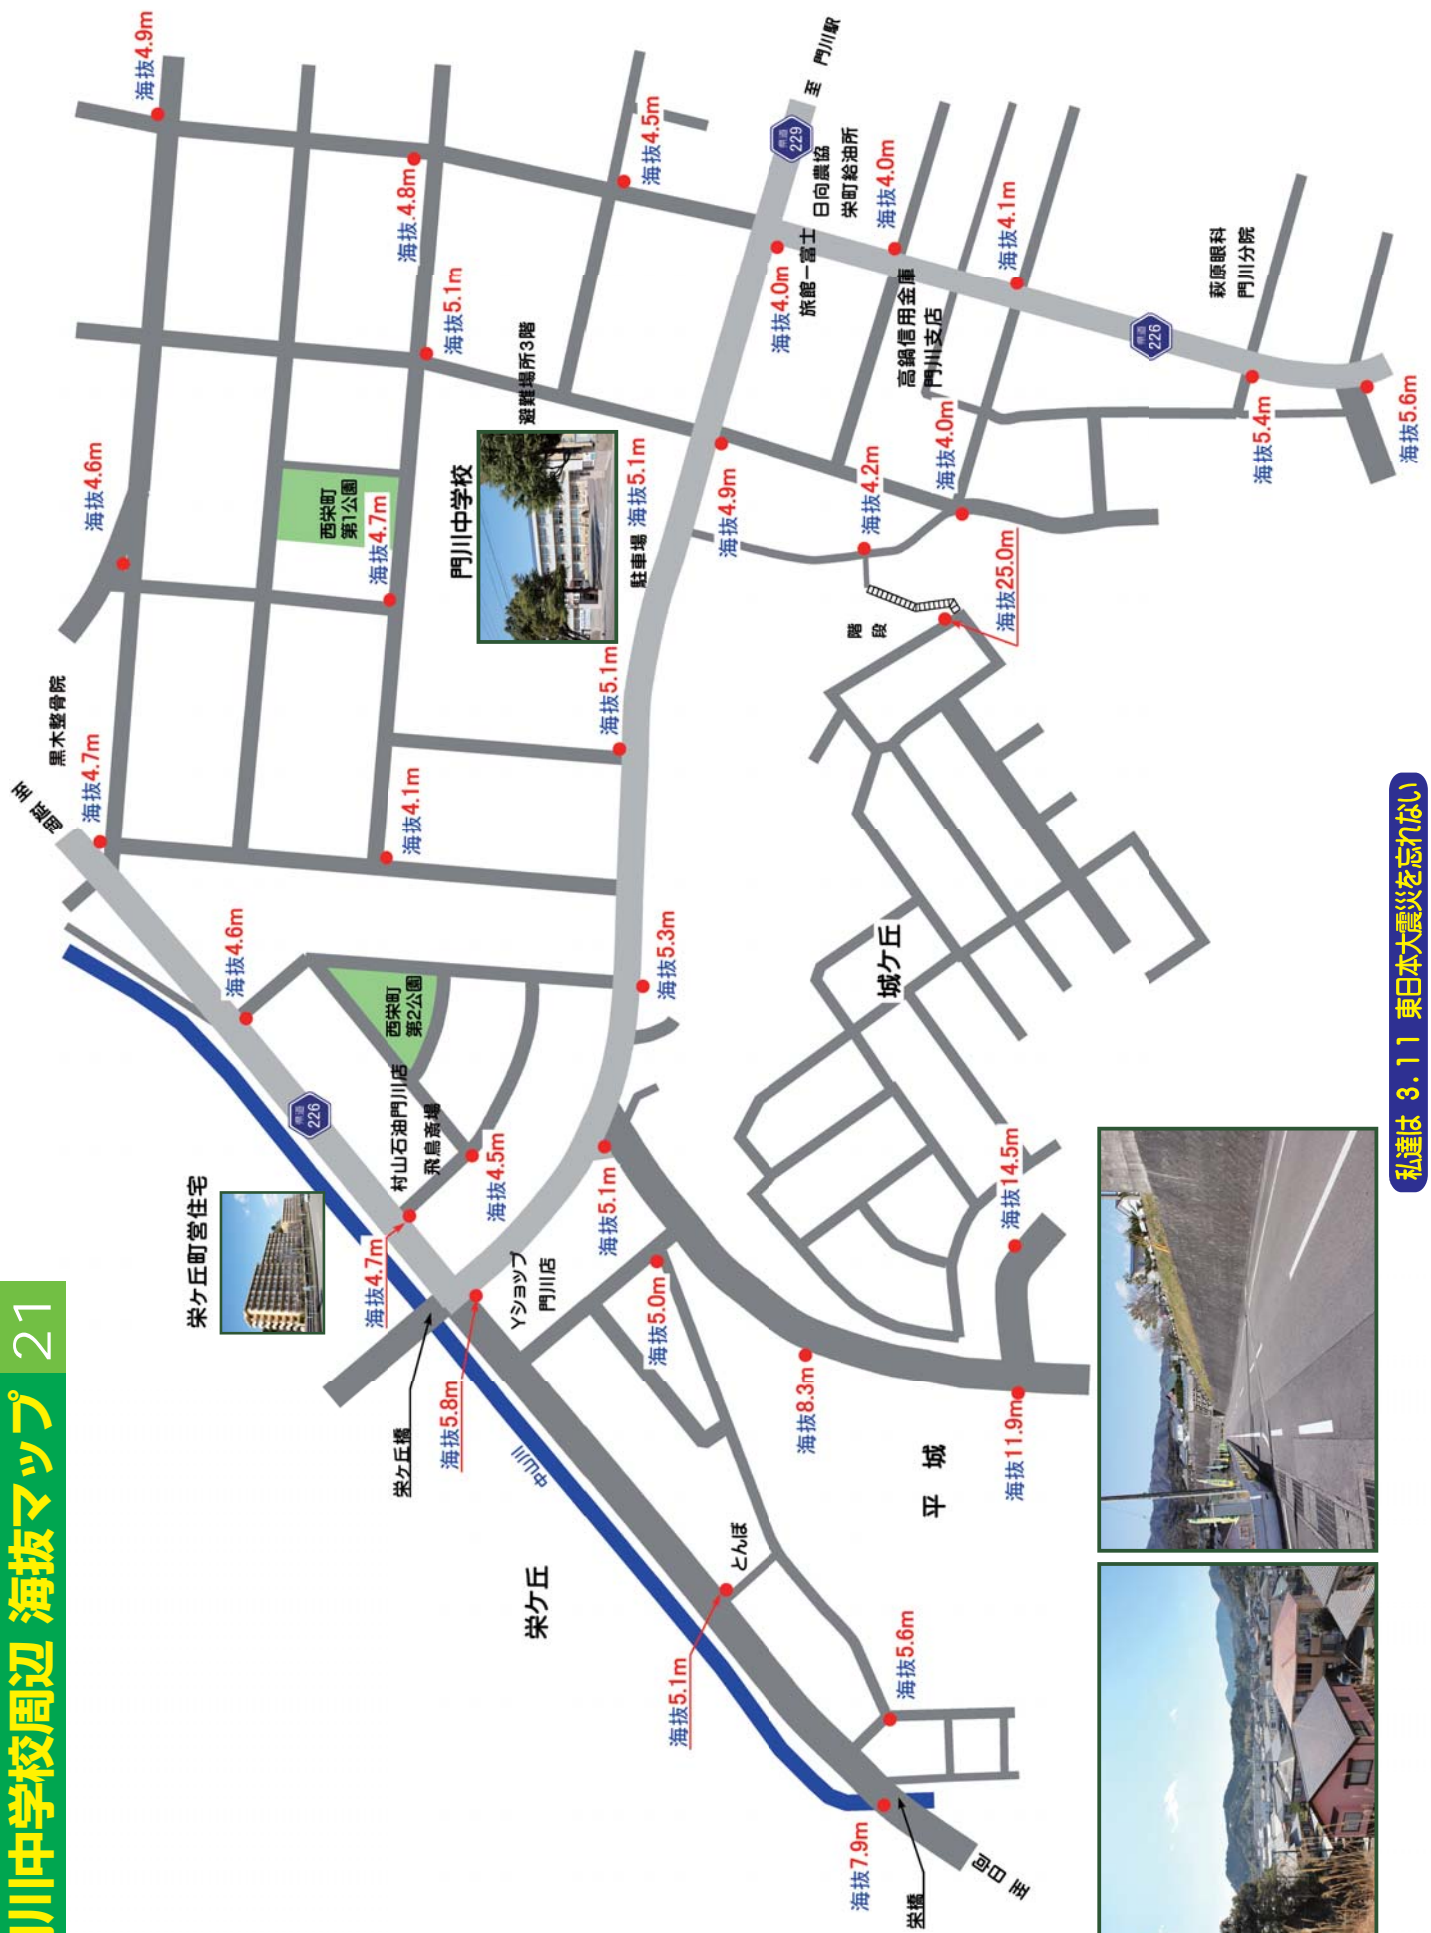 川中学校周辺 海抜マップ 21
至 延岡
黒木整骨院
海抜4.7m
海抜4.6m
海抜4.9m
栄ケ丘町営住宅
海抜4.6m
県道
226
西栄町
第1公園
海抜4.7m
海抜4.8m
海抜4.7m
村山石油門川店
飛鳥斎場
西栄町
第2公園
海抜4.1m
栄ケ丘橋
海抜5.8m
海抜5.1m
門川中学校
避難場所3階
海抜4.5m
中山川
栄ケ丘
Yショップ
門川店
海抜5.1m
海抜5.1m
駐車場 海抜5.1m
海抜4.5m
海抜5.0m
海抜5.3m
海抜5.1m
とんぼ
海抜4.9m
海抜4.0m
旅館一富士
県道
229
至 門川駅
日向農協
栄町給油所
海抜8.3m
海抜7.9m
栄橋
海抜5.6m
階
段
海抜4.2m
海抜4.0m
高鍋信用金庫
門川支店
城ケ丘
平城
海抜4.0m
海抜4.1m
至 日向
海抜11.9m
海抜14.5m
海抜25.0m
県道
226
萩原眼科
門川分院
海抜5.4m
海抜5.6m
私達は 3.11 東日本大震災を忘れない